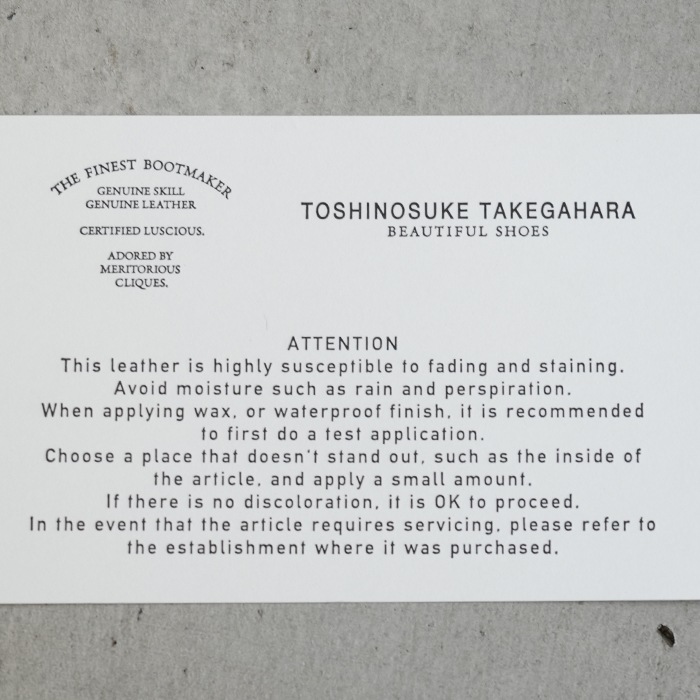 THE FINEST BOOTMAKER
GENUINE SKILL
GENUINE LEATHER
CERTIFIED LUSCIOUS.
ADORED BY
MERITORIOUS
CLIQUES.
TOSHINOSUKE TAKEGAHARA
BEAUTIFUL SHOES
ATTENTION
This leather is highly susceptible to fading and staining.
Avoid moisture such as rain and perspiration.
When applying wax, or waterproof finish, it is recommended
to first do a test application.
Choose a place that doesn't stand out, such as the inside of
the article, and apply a small amount.
If there is no discoloration, it is OK to proceed.
In the event that the article requires servicing, please refer to
the establishment where it was purchased.